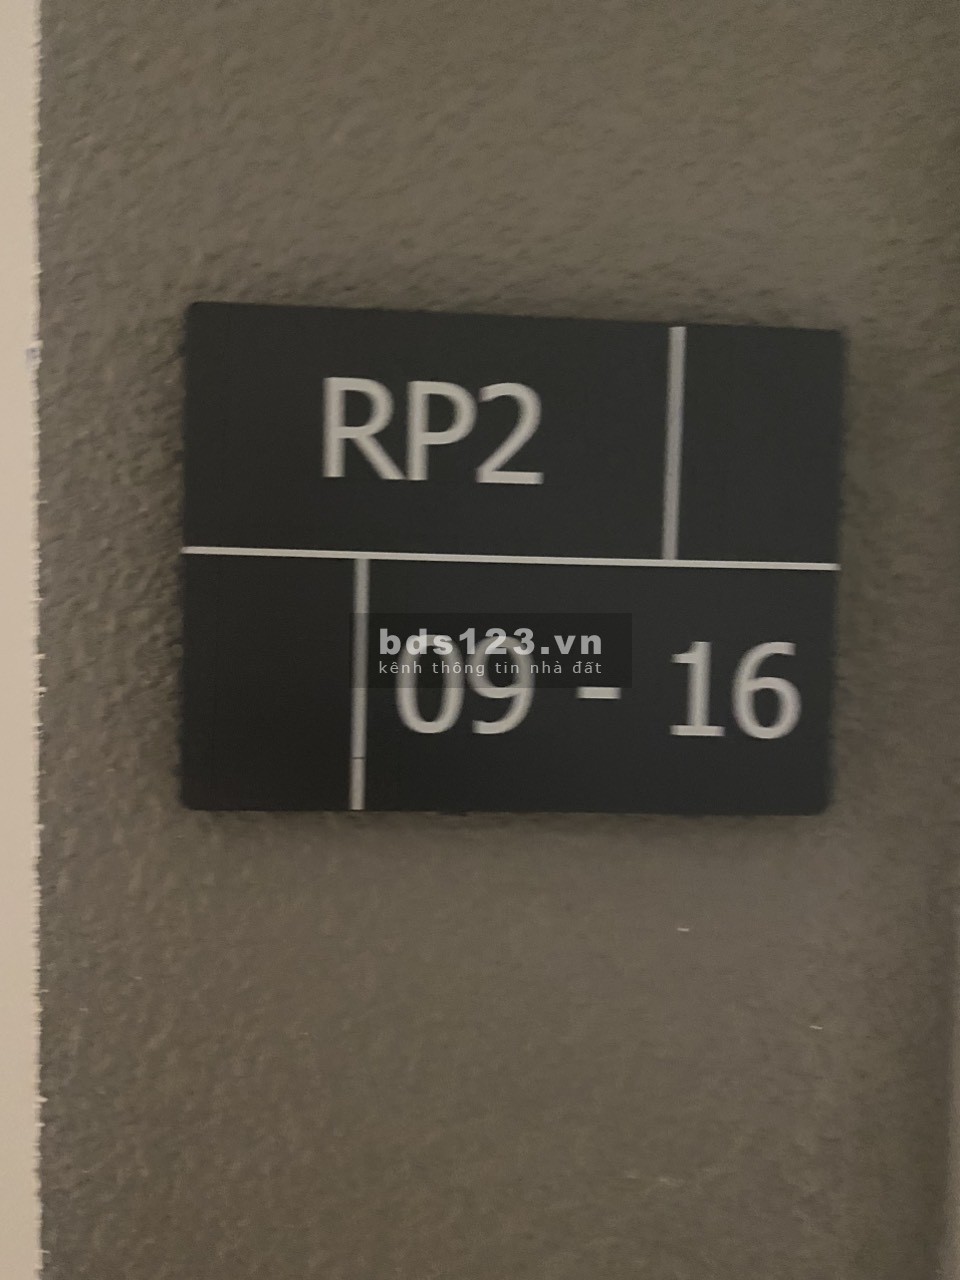 RP2
bds123.vn
kênh thông tin nhà đất
09 - 16